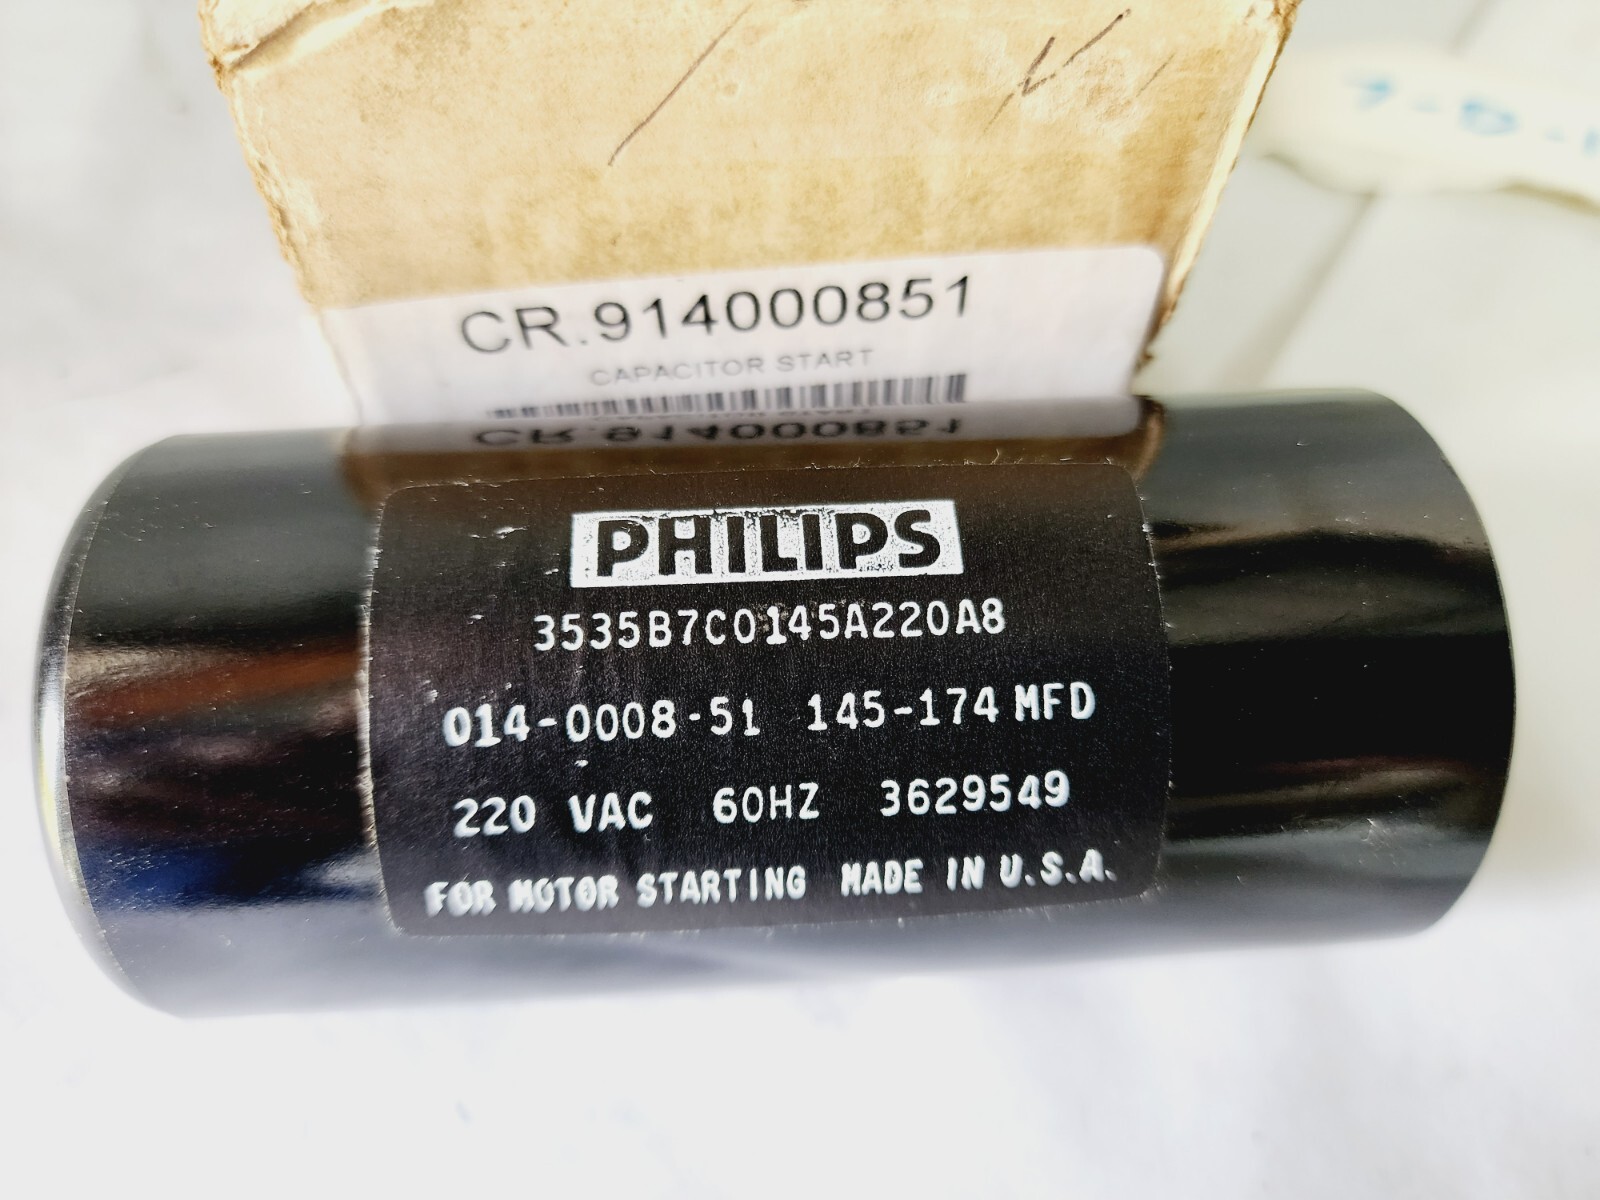 CR.914000851
CAPACITOR START
PHILIPS
3535B7C0145A220A8
014-0008-51 145-174 MFD
220 VAC 60HZ 3629549
FOR MOTOR STARTING MADE IN U.S.A.